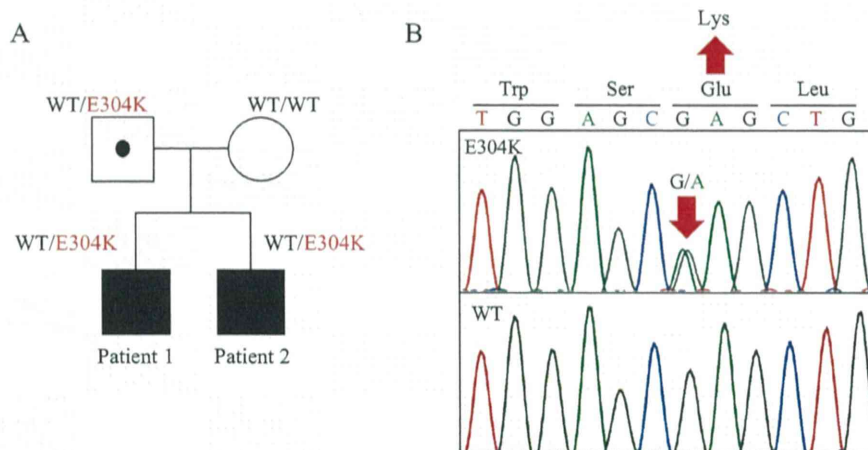 A
WT/E304K
WT/WT
WT/E304K
WT/E304K
Patient 1
Patient 2
B
Lys
Trp Ser Glu Leu
T G G A G C G A G C T G
E304K
G/A
WT